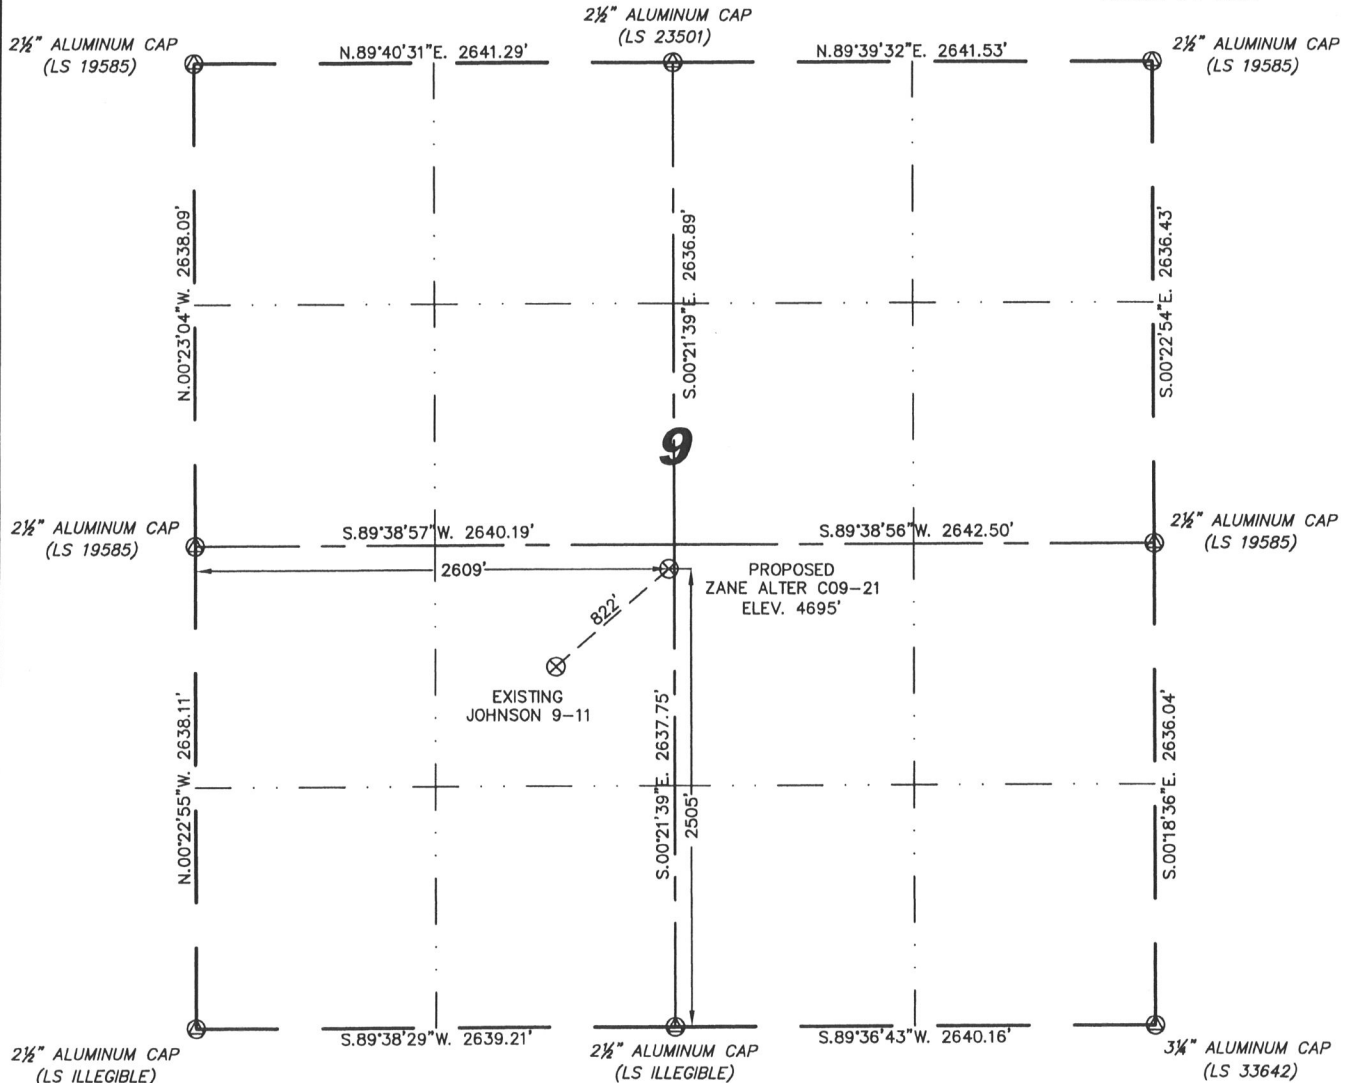 2½" ALUMINUM CAP
(LS 23501)
2½" ALUMINUM CAP
(LS 19585)
N.89°40'31"E. 2641.29'
N.89°39'32"E. 2641.53'
2½" ALUMINUM CAP
(LS 19585)
N.00°23'04"W. 2638.09'
S.00°21'39"E. 2636.89'
S.00°22'54"E. 2636.43'
9
2½" ALUMINUM CAP
(LS 19585)
S.89°38'57"W. 2640.19'
S.89°38'56"W. 2642.50'
2½" ALUMINUM CAP
(LS 19585)
2609'
PROPOSED
ZANE ALTER C09-21
ELEV. 4695'
822'
EXISTING
JOHNSON 9-11
N.00°22'55"W. 2638.11'
S.00°21'39"E. 2637.75'
2505'
S.00°18'36"E. 2636.04'
2½" ALUMINUM CAP
(LS ILLEGIBLE)
S.89°38'29"W. 2639.21'
2½" ALUMINUM CAP
(LS ILLEGIBLE)
S.89°36'43"W. 2640.16'
3¼" ALUMINUM CAP
(LS 33642)